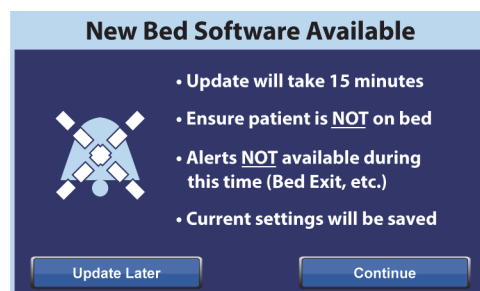 New Bed Software Available
• Update will take 15 minutes
• Ensure patient is NOT on bed
• Alerts NOT available during
this time (Bed Exit, etc.)
• Current settings will be saved
Update Later
Continue